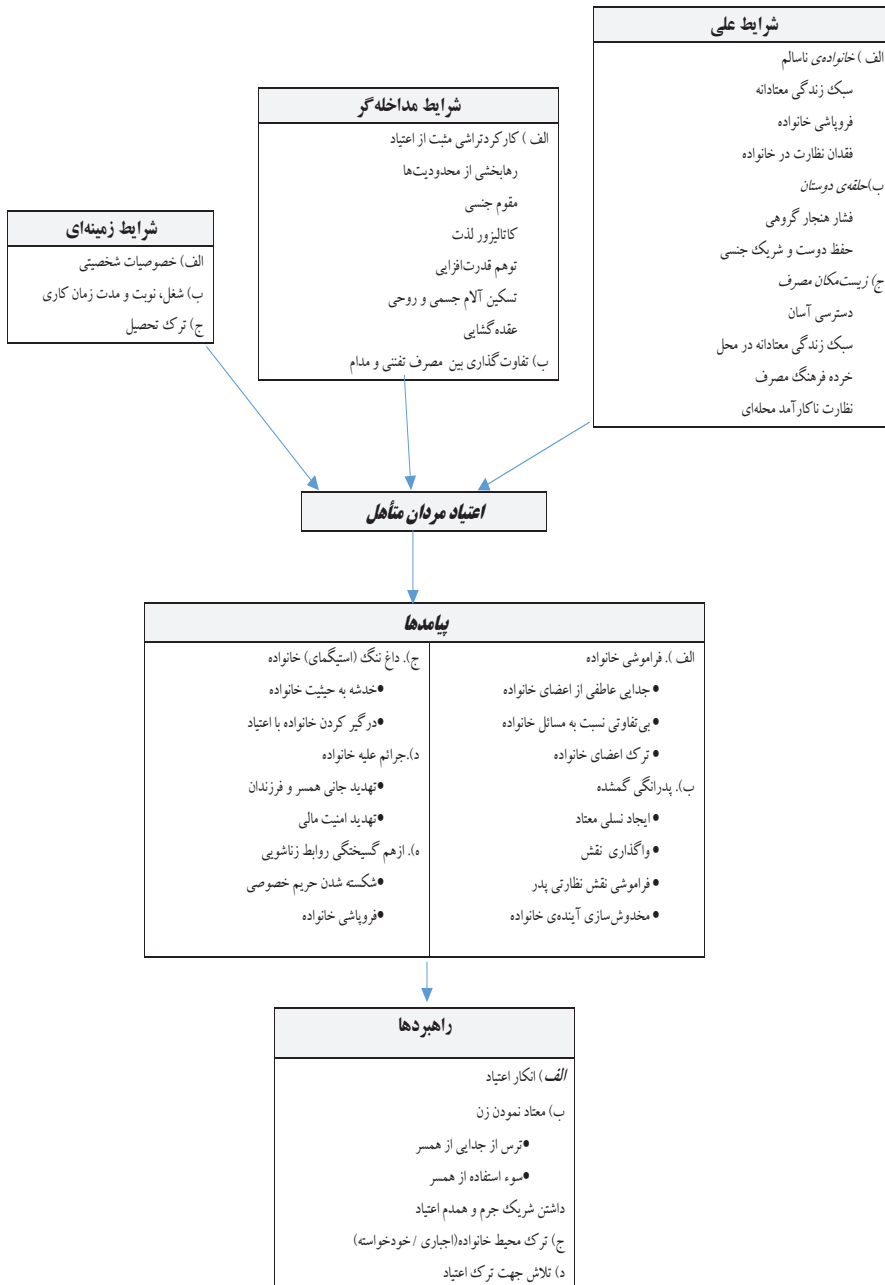 شرایط علی
الف ) خانواده‌ی ناسالم
سبک زندگی معتادانه
فروپاشی خانواده
فقدان نظارت در خانواده
ب)حلقه‌ی دوستان
فشار هنجار گروهی
حفظ دوست و شریک جنسی
ج) زیست‌مکان مصرف
دسترسی آسان
سبک زندگی معتادانه در محل
خرده فرهنگ مصرف
نظارت ناکارآمد محله‌ای
شرایط مداخله‌گر
الف ) کارکردتراشی مثبت از اعتیاد
رهابخشی از محدودیت‌ها
مقوم جنسی
کاتالیزور لذت
توهم قدرت‌افزایی
تسکین آلام جسمی و روحی
عقده‌گشایی
ب) تفاوت‌گذاری بین مصرف تفننی و مدام
شرایط زمینه‌ای
الف) خصوصیات شخصیتی
ب) شغل، نوبت و مدت زمان کاری
ج) ترک تحصیل
اعتیاد مردان متأهل
پیامدها
الف ). فراموشی خانواده
• جدایی عاطفی از اعضای خانواده
• بی‌تفاوتی نسبت به مسائل خانواده
• ترک اعضای خانواده
ب). پدرانگی گمشده
• ایجاد نسلی معتاد
• واگذاری نقش
• فراموشی نقش نظارتی پدر
• مخدوش‌سازی آینده‌ی خانواده
ج). داغ ننگ (استیگمای) خانواده
•خدشه به حیثیت خانواده
•درگیر کردن خانواده با اعتیاد
د).جرائم علیه خانواده
•تهدید جانی همسر و فرزندان
•تهدید امنیت مالی
ه). ازهم گسیختگی روابط زناشویی
•شکسته شدن حریم خصوصی
•فروپاشی خانواده
راهبردها
الف) انکار اعتیاد
ب) معتاد نمودن زن
•ترس از جدایی از همسر
•سوء استفاده از همسر
داشتن شریک جرم و همدم اعتیاد
ج) ترک محیط خانواده(اجباری /خودخواسته)
د) تلاش جهت ترک اعتیاد